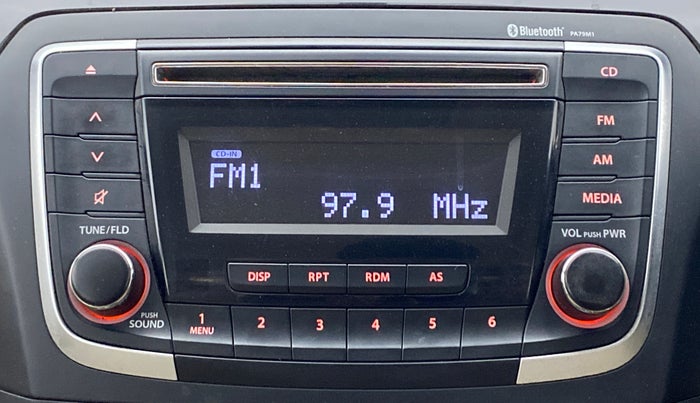 Bluetooth PA79M1
CD
FM
AM
MEDIA
CD-IN
FM1
97.9 MHz
TUNE/FLD
VOL PUSH PWR
DISP RPT RDM AS
PUSH
SOUND
1 2 3 4 5 6
MENU